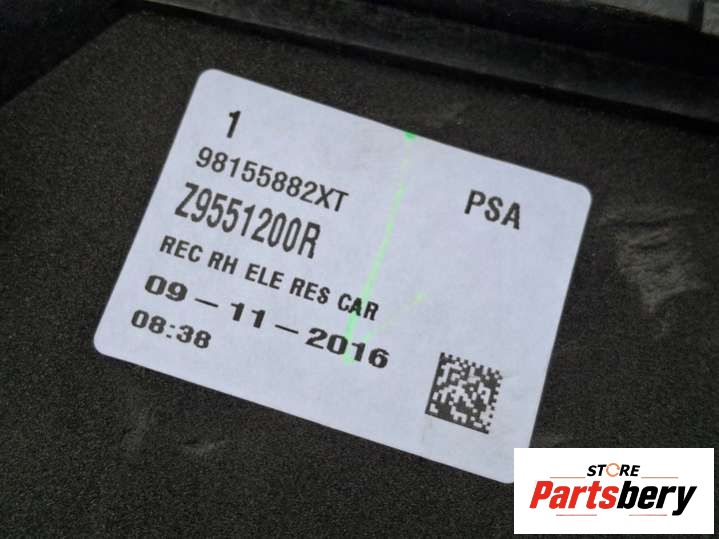 1
98155882XT
PSA
Z9551200R
REC RH ELE RES CAR
09-11-2016
08:38
STORE
Partsbery